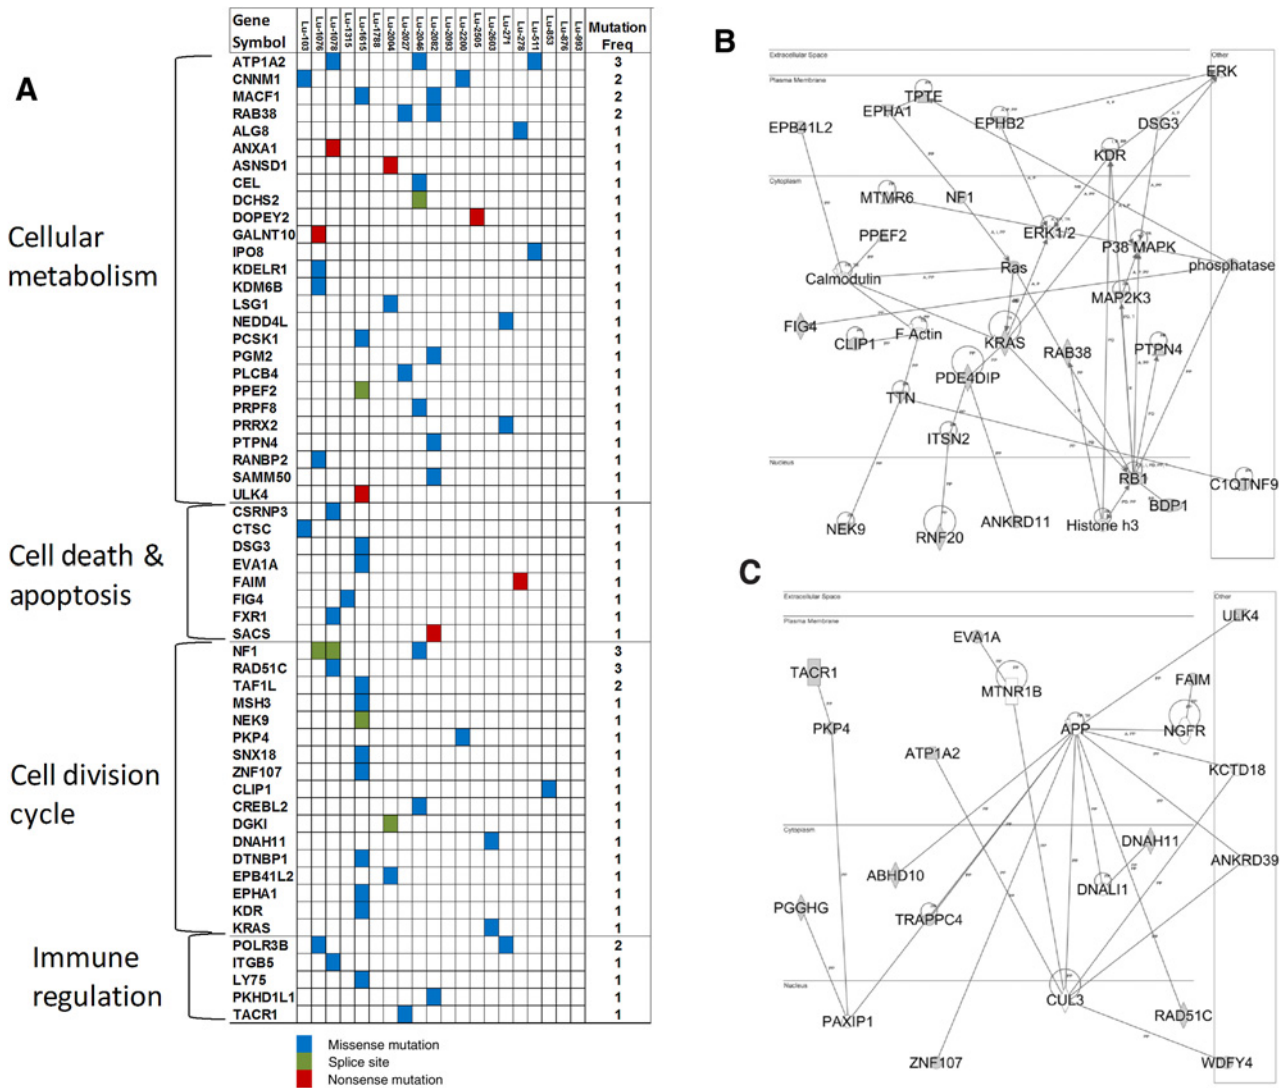 A
Gene Symbol
Lu-103
Lu-1076
Lu-1078
Lu-1315
Lu-1615
Lu-1788
Lu-2004
Lu-2027
Lu-2046
Lu-2082
Lu-2093
Lu-2200
Lu-2505
Lu-2603
Lu-271
Lu-278
Lu-511
Lu-853
Lu-876
Lu-993
Mutation Freq
Cellular
metabolism
ATP1A2 3
CNNM1 2
MACF1 2
RAB38 2
ALG8 1
ANXA1 1
ASNSD1 1
CEL 1
DCHS2 1
DOPEY2 1
GALNT10 1
IPO8 1
KDELR1 1
KDM6B 1
LSG1 1
NEDD4L 1
PCSK1 1
PGM2 1
PLCB4 1
PPEF2 1
PRPF8 1
PRRX2 1
PTPN4 1
RANBP2 1
SAMM50 1
ULK4 1
Cell death &
apoptosis
CSRNP3 1
CTSC 1
DSG3 1
EVA1A 1
FAIM 1
FIG4 1
FXR1 1
SACS 1
Cell division
cycle
NF1 3
RAD51C 3
TAF1L 2
MSH3 1
NEK9 1
PKP4 1
SNX18 1
ZNF107 1
CLIP1 1
CREBL2 1
DGKI 1
DNAH11 1
DTNBP1 1
EPB41L2 1
EPHA1 1
KDR 1
KRAS 1
Immune
regulation
POLR3B 2
ITGB5 1
LY75 1
PKHD1L1 1
TACR1 1
Missense mutation
Splice site
Nonsense mutation
B
Extracellular Space
Other
Plasma Membrane
ERK
TPTE
EPHA1
EPB41L2
EPHB2
DSG3
KDR
Cytoplasm
MTMR6
NF1
PPEF2
ERK1/2
P38 MAPK
Calmodulin
Ras
phosphatase
MAP2K3
FIG4
CLIP1
F Actin
KRAS
RAB38
PTPN4
PDE4DIP
TTN
ITSN2
Nucleus
RB1
C1QTNF9
BDP1
NEK9
RNF20
ANKRD11
Histone h3
C
Extracellular Space
Other
Plasma Membrane
ULK4
EVA1A
TACR1
MTNR1B
FAIM
PKP4
APP
NGFR
ATP1A2
KCTD18
Cytoplasm
DNAH11
ANKRD39
ABHD10
DNALI1
PGGHG
TRAPPC4
Nucleus
CUL3
PAXIP1
RAD51C
ZNF107
WDFY4